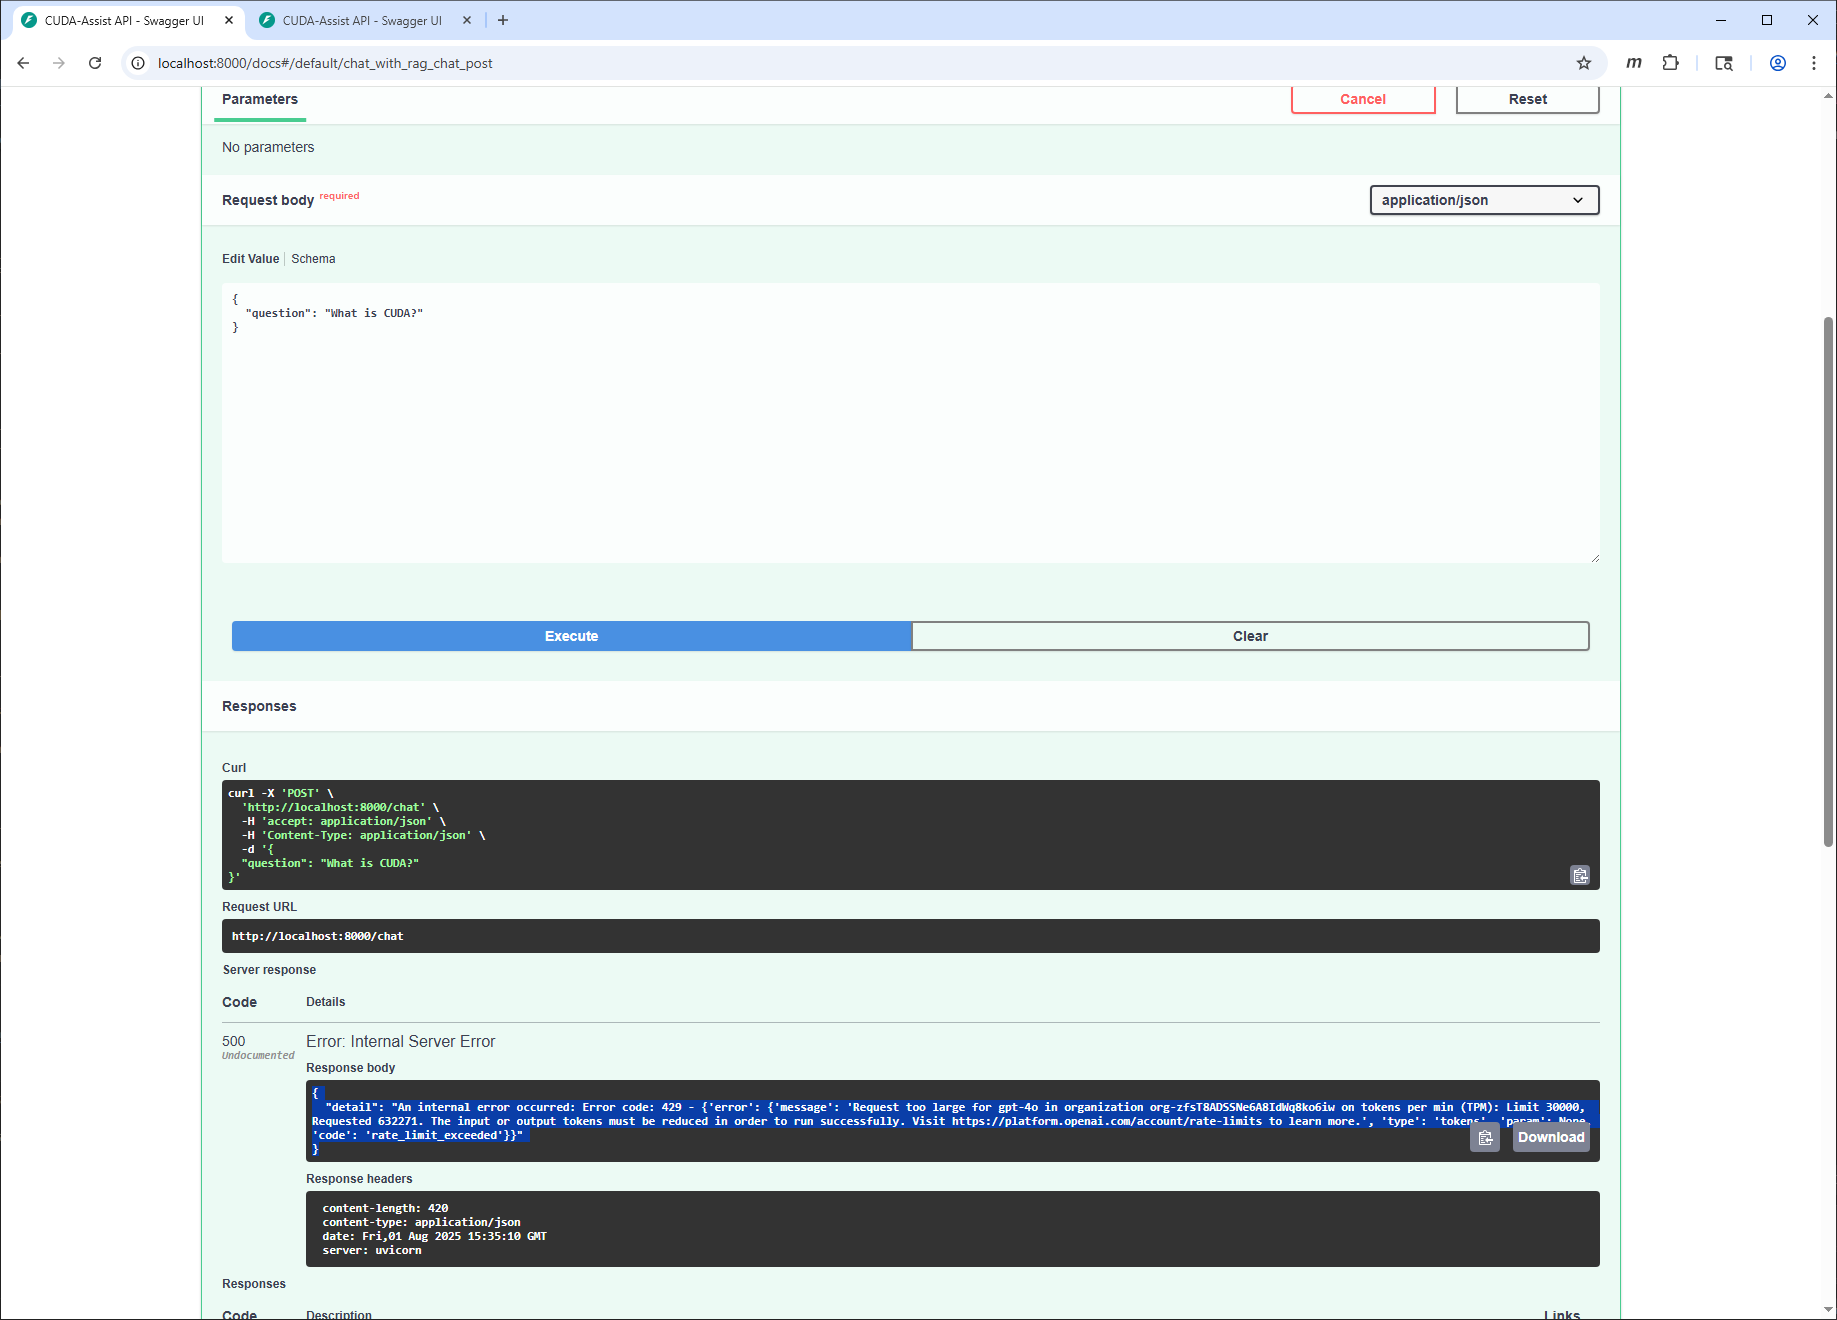 CUDA-Assist API - Swagger UI
CUDA-Assist API - Swagger UI
localhost:8000/docs#/default/chat_with_rag_chat_post
Parameters
Cancel
Reset
No parameters
Request body required
application/json
Edit Value
Schema
{
"question": "What is CUDA?"
}
Execute
Clear
Responses
Curl
curl -X 'POST' \
'http://localhost:8000/chat' \
-H 'accept: application/json' \
-H 'Content-Type: application/json' \
-d '{
"question": "What is CUDA?"
}'
Request URL
http://localhost:8000/chat
Server response
Code
Details
500
Undocumented
Error: Internal Server Error
Response body
{
"detail": "An internal error occurred: Error code: 429 - {'error': {'message': 'Request too large for gpt-4o in organization org-zfsT8ADS5Ne6A8IdWq8ko6iw on tokens per min (TPM): Limit 30000,
Requested 632271. The input or output tokens must be reduced in order to run successfully. Visit https://platform.openai.com/account/rate-limits to learn more.', 'type': 'tokens', 'param': None,
'code': 'rate_limit_exceeded'}}"
}
Download
Response headers
content-length: 420
content-type: application/json
date: Fri,01 Aug 2025 15:35:10 GMT
server: uvicorn
Responses
Code
Description
Links